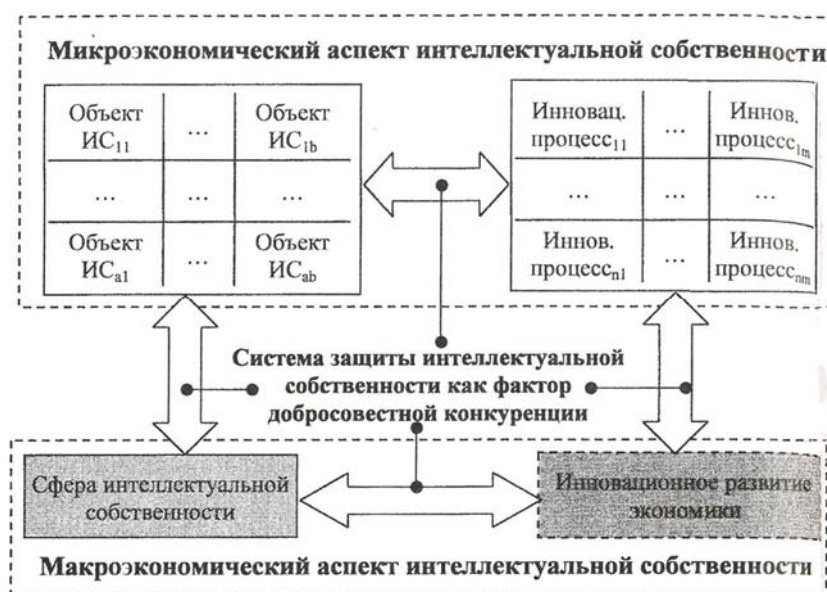 Микроэкономический аспект интеллектуальной собственности
Объект … Объект Инновац. … Иннов.
ИС11 ИС1b процесс11 процесс1m
… … … … … …
Объект … Объект Иннов. … Иннов.
ИСa1 ИСab процессn1 процессnm
Система защиты интеллектуальной
собственности как фактор
добросовестной конкуренции
Сфера интеллектуальной
собственности
Инновационное развитие
экономики
Макроэкономический аспект интеллектуальной собственности